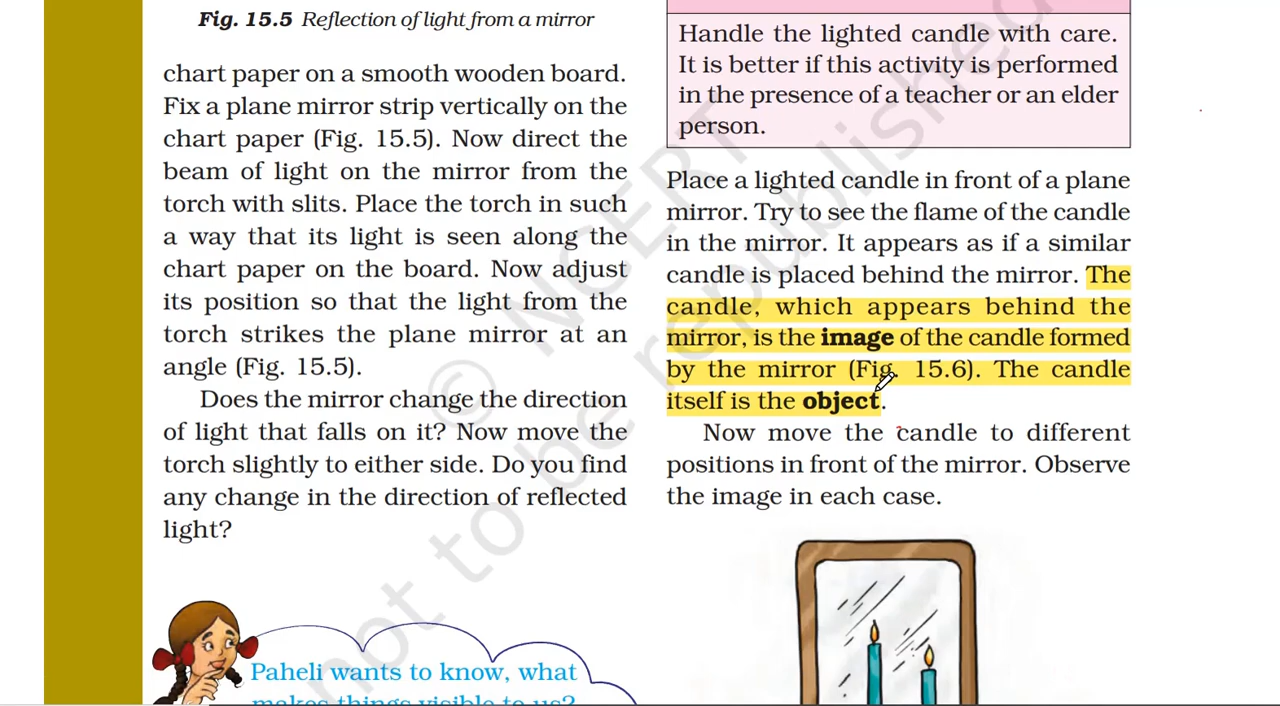 Fig. 15.5 Reflection of light from a mirror
chart paper on a smooth wooden board.
Fix a plane mirror strip vertically on the
chart paper (Fig. 15.5). Now direct the
beam of light on the mirror from the
torch with slits. Place the torch in such
a way that its light is seen along the
chart paper on the board. Now adjust
its position so that the light from the
torch strikes the plane mirror at an
angle (Fig. 15.5).
Does the mirror change the direction
of light that falls on it? Now move the
torch slightly to either side. Do you find
any change in the direction of reflected
light?
Paheli wants to know, what
makes things visible to us?
Handle the lighted candle with care.
It is better if this activity is performed
in the presence of a teacher or an elder
person.
Place a lighted candle in front of a plane
mirror. Try to see the flame of the candle
in the mirror. It appears as if a similar
candle is placed behind the mirror. The
candle, which appears behind the
mirror, is the image of the candle formed
by the mirror (Fig. 15.6). The candle
itself is the object.
Now move the candle to different
positions in front of the mirror. Observe
the image in each case.
© NCERT
not to be republished